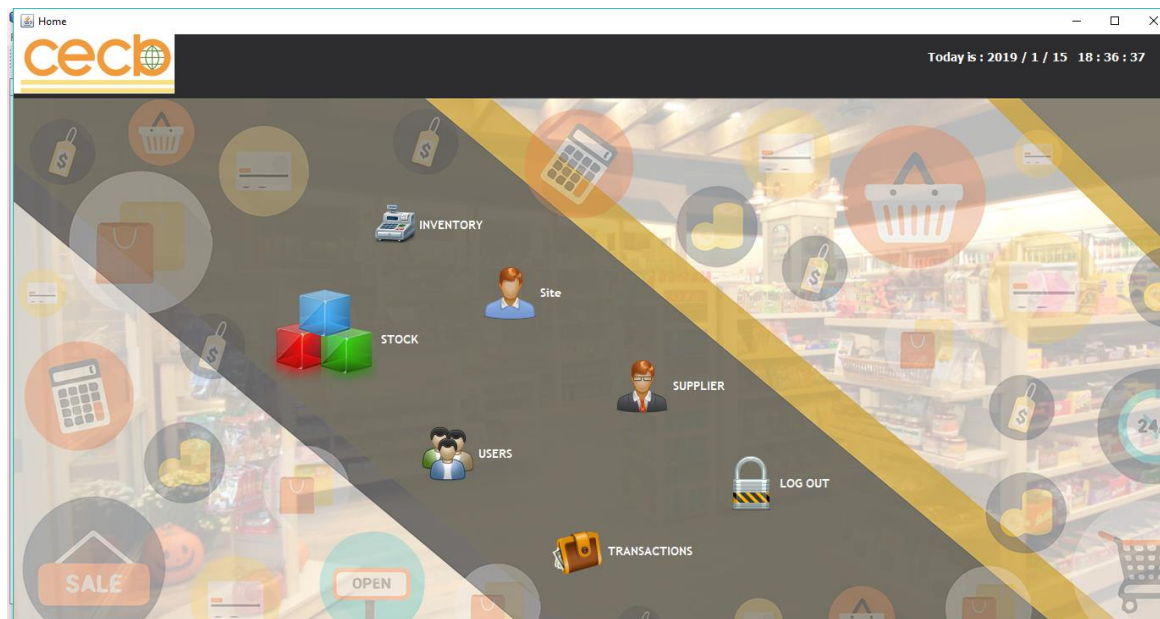 Home
cecb
Today is : 2019 / 1 / 15 18 : 36 : 37
INVENTORY
Site
STOCK
SUPPLIER
USERS
LOG OUT
TRANSACTIONS
$
$
$
$
$
24
SALE
OPEN